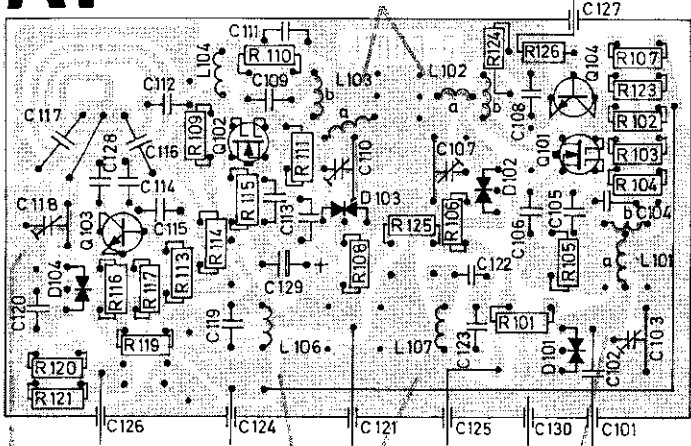 C127
C111
R110
L104
C109
C112
R109
Q102
b
L103
a
L102
a
b
R124
R126
Q104
C108
R107
R123
R102
R103
R104
C117
C128
C116
C114
C115
C118
Q103
R111
C110
C107
D102
Q101
R115
C113
D103
R125
R106
C106
C105
b
C104
a
L101
R114
R113
R117
R116
D104
C120
C129
+
R108
C122
R105
C119
R119
L106
L107
C123
R101
D101
C102
C103
R120
R121
C126
C124
C121
C125
C130
C101